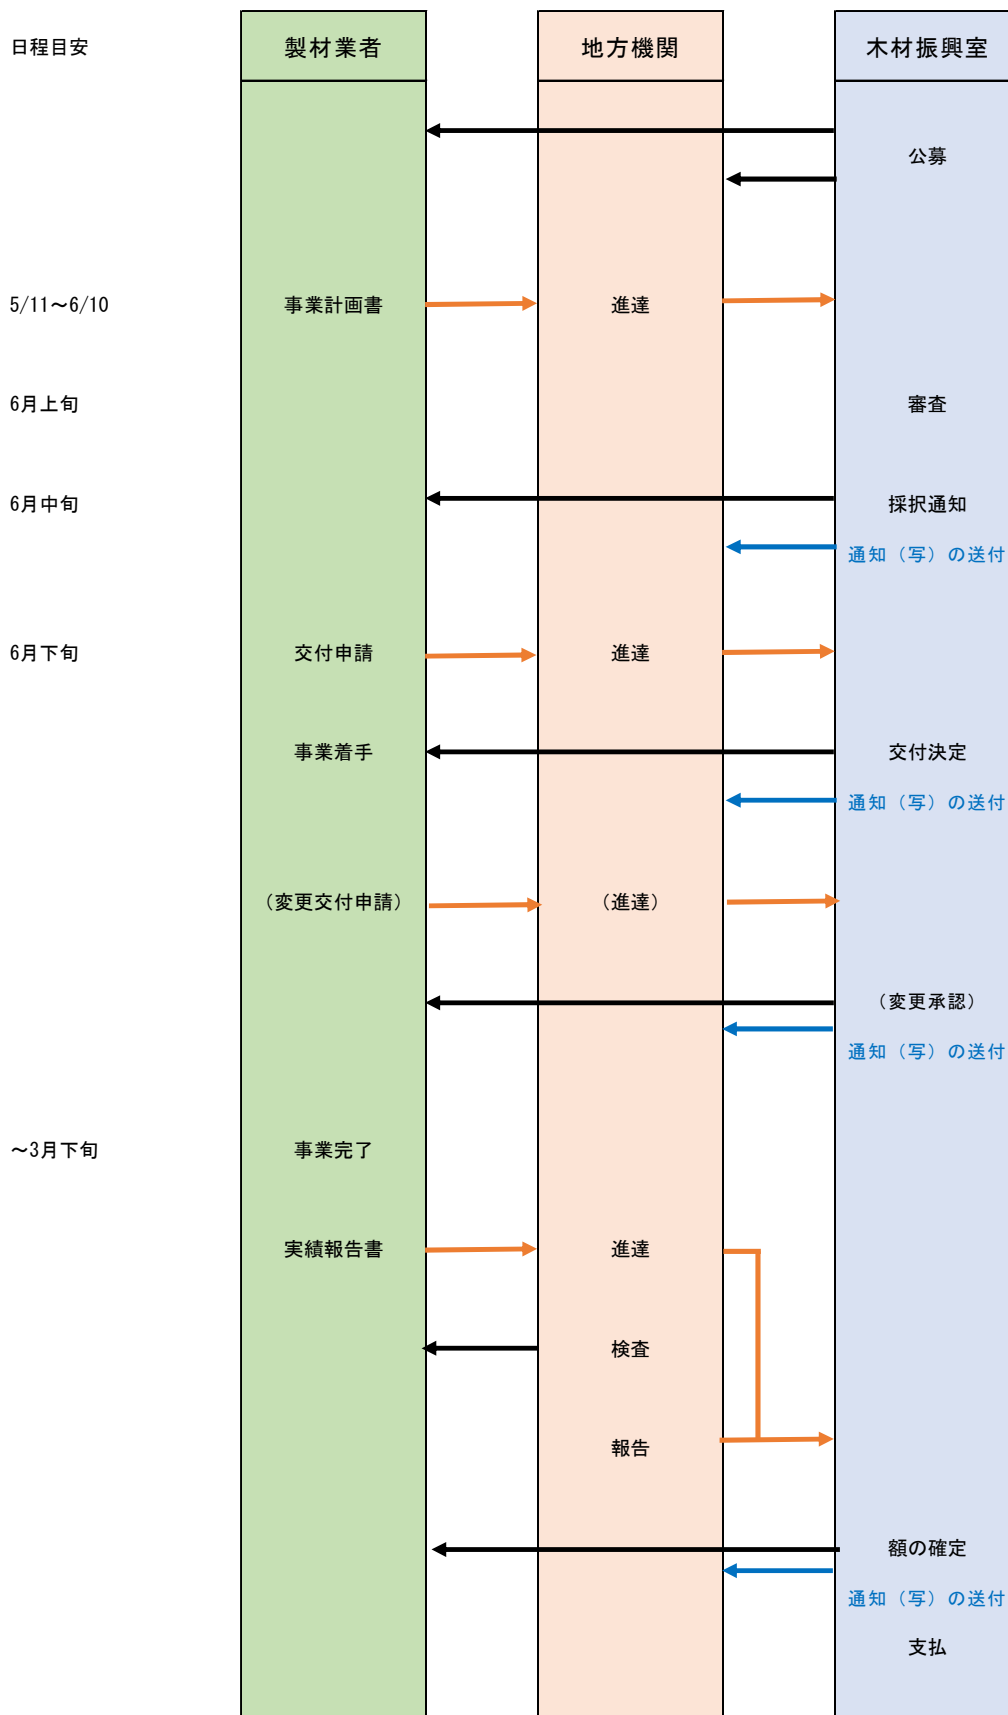 日程目安
製材業者
地方機関
木材振興室
公募
5/11～6/10
事業計画書
進達
6月上旬
審査
6月中旬
採択通知
通知（写）の送付
6月下旬
交付申請
進達
事業着手
交付決定
通知（写）の送付
（変更交付申請）
（進達）
（変更承認）
通知（写）の送付
～3月下旬
事業完了
実績報告書
進達
検査
報告
額の確定
通知（写）の送付
支払